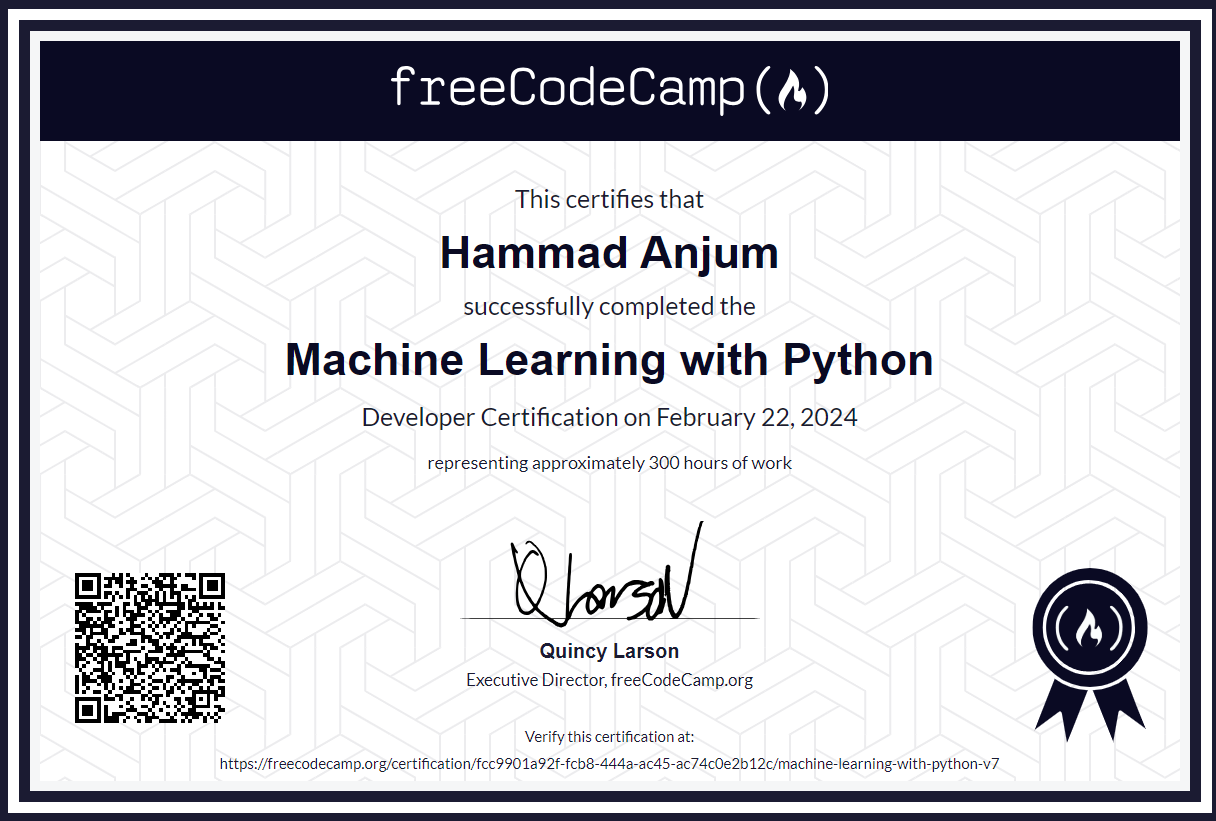 freeCodeCamp
This certifies that
Hammad Anjum
successfully completed the
Machine Learning with Python
Developer Certification on February 22, 2024
representing approximately 300 hours of work
Q Larson
Quincy Larson
Executive Director, freeCodeCamp.org
Verify this certification at:
https://freecodecamp.org/certification/fcc9901a92f-fcb8-444a-ac45-ac74c0e2b12c/machine-learning-with-python-v7